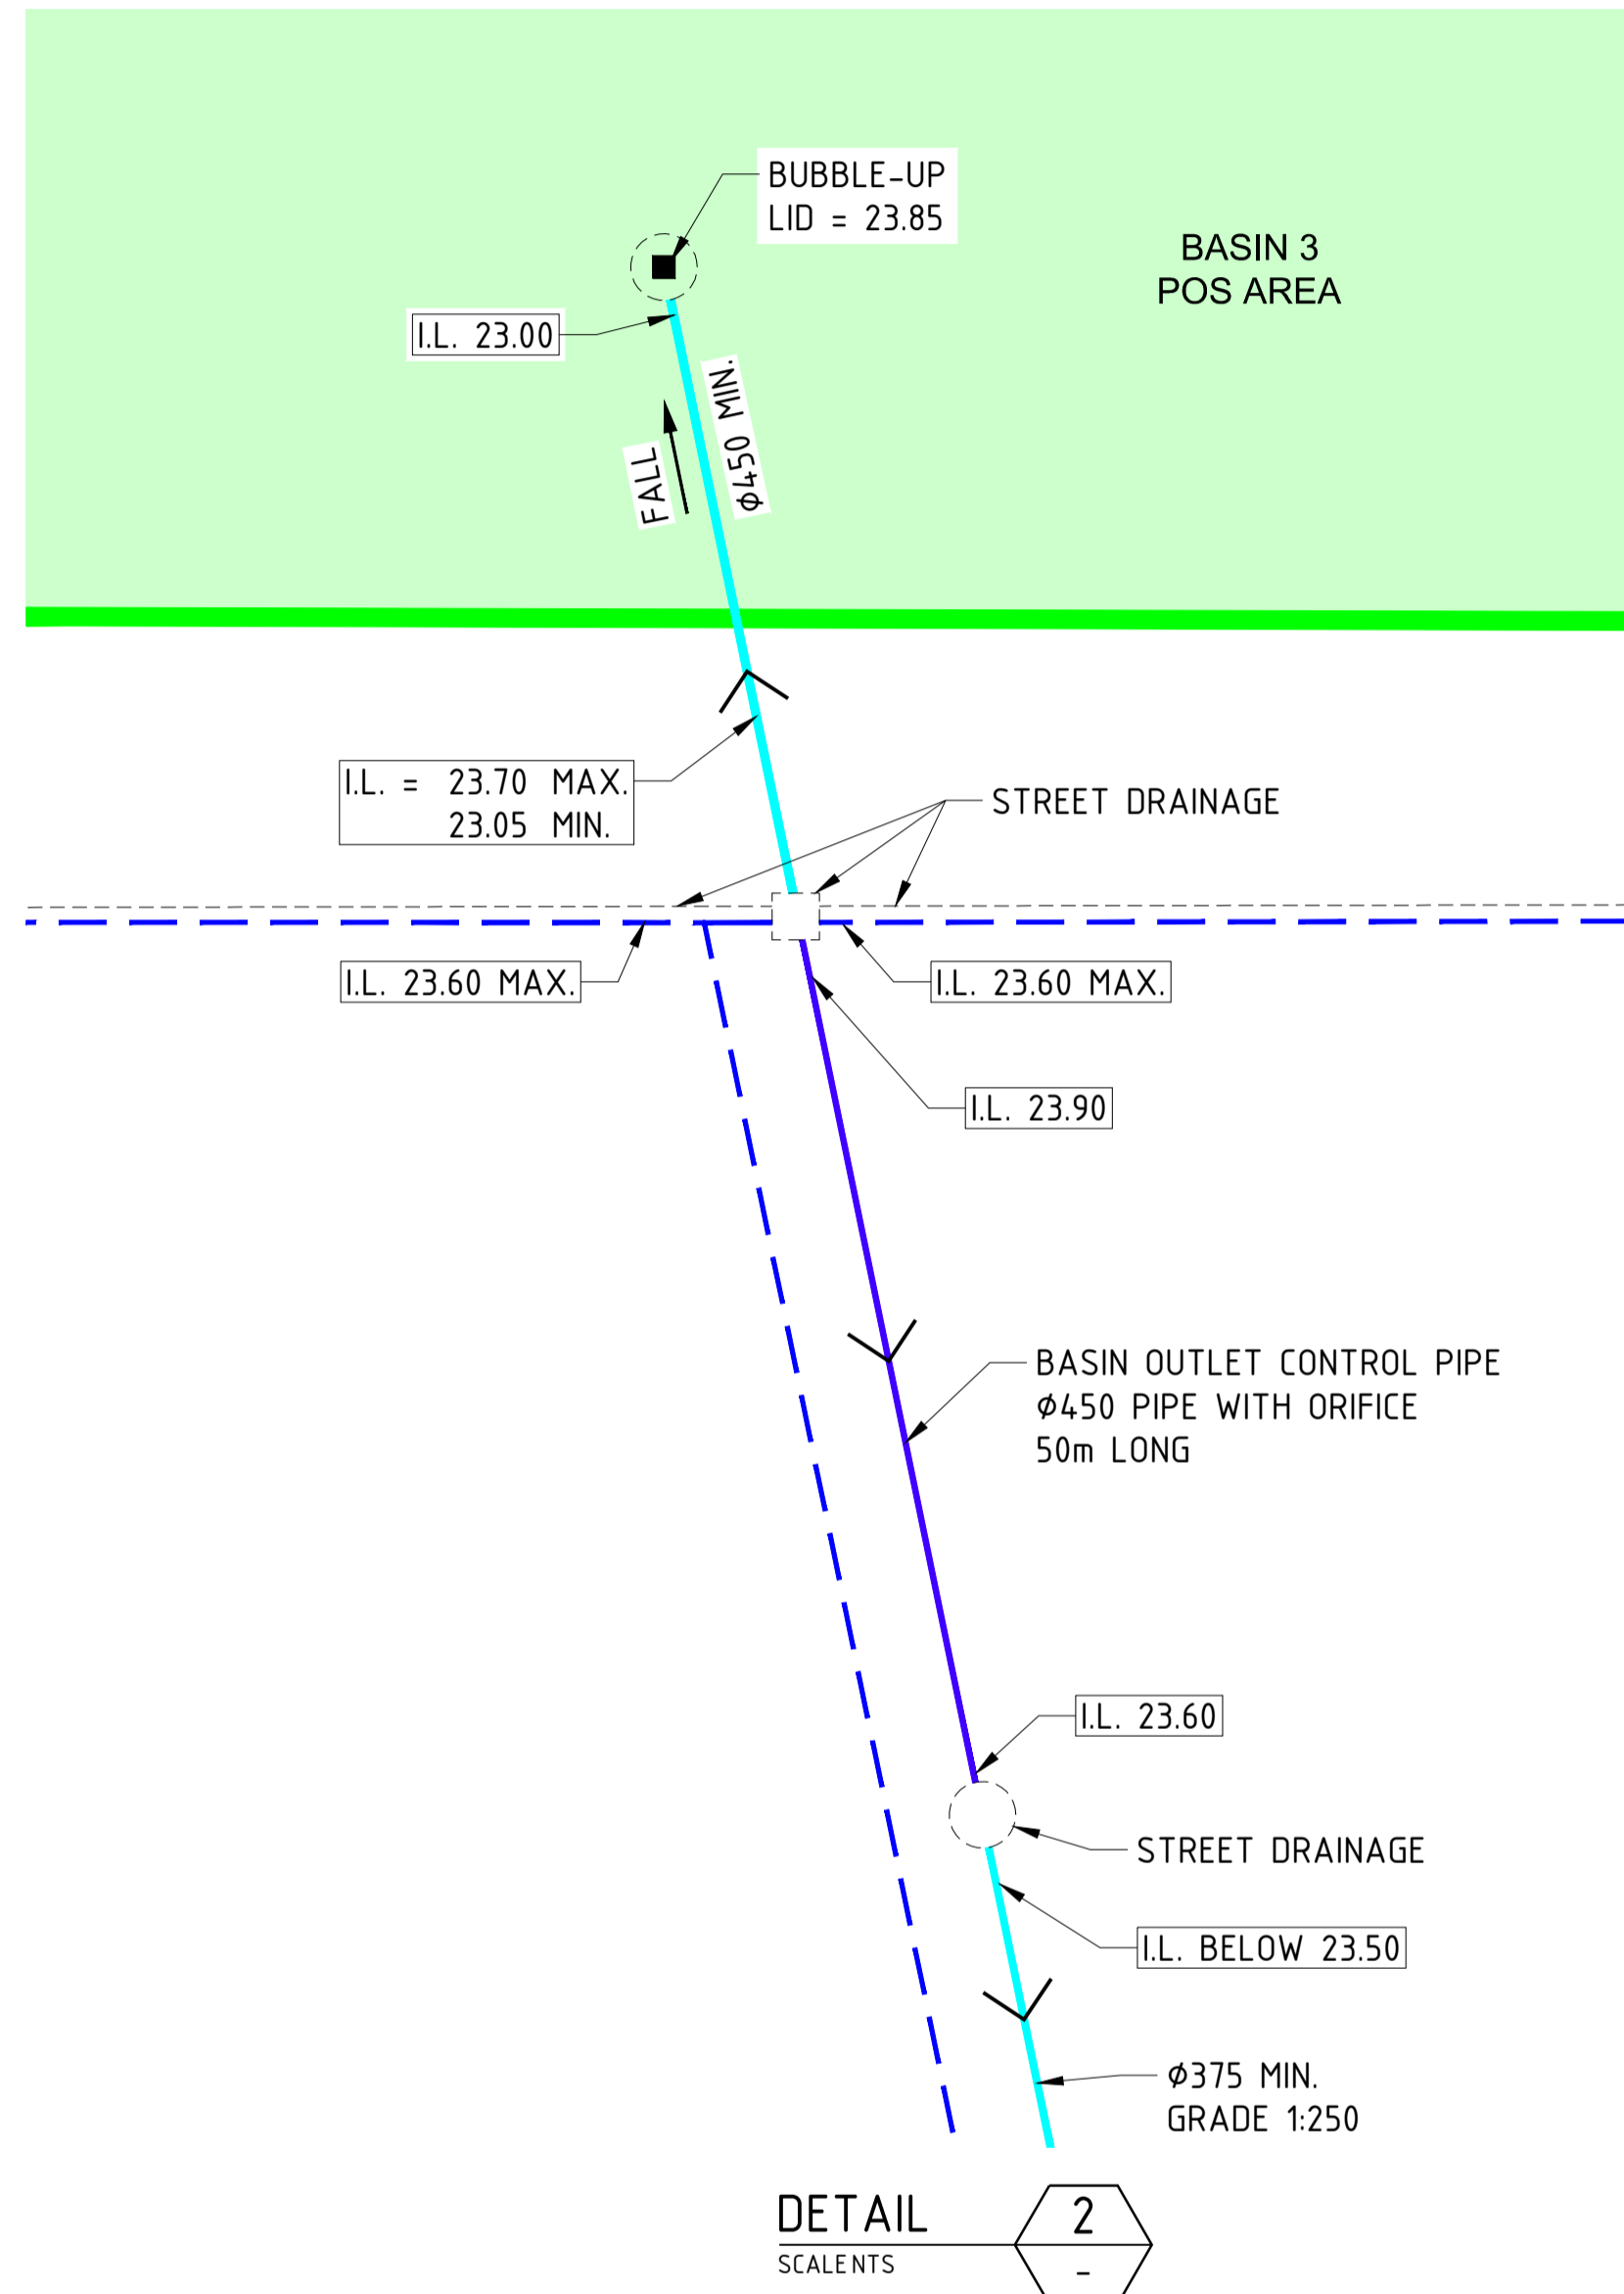 BUBBLE-UP
LID = 23.85
BASIN 3
POS AREA
I.L. 23.00
Ø450 MIN.
FALL
I.L. = 23.70 MAX.
23.05 MIN.
STREET DRAINAGE
I.L. 23.60 MAX.
I.L. 23.60 MAX.
I.L. 23.90
BASIN OUTLET CONTROL PIPE
Ø450 PIPE WITH ORIFICE
50m LONG
I.L. 23.60
STREET DRAINAGE
I.L. BELOW 23.50
Ø375 MIN.
GRADE 1:250
DETAIL
2
SCALENTS
-